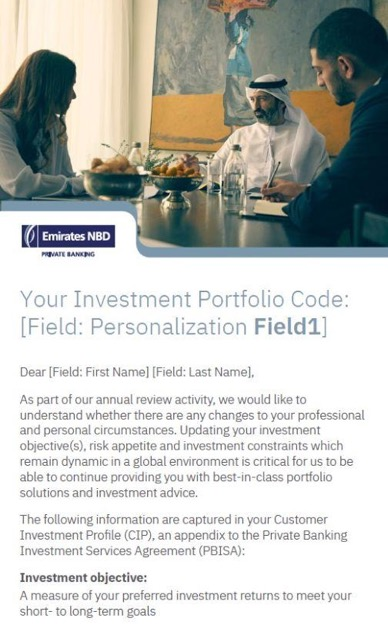 Emirates NBD
PRIVATE BANKING
Your Investment Portfolio Code:
[Field: Personalization Field1]
Dear [Field: First Name] [Field: Last Name],
As part of our annual review activity, we would like to
understand whether there are any changes to your professional
and personal circumstances. Updating your investment
objective(s), risk appetite and investment constraints which
remain dynamic in a global environment is critical for us to be
able to continue providing you with best-in-class portfolio
solutions and investment advice.
The following information are captured in your Customer
Investment Profile (CIP), an appendix to the Private Banking
Investment Services Agreement (PBISA):
Investment objective:
A measure of your preferred investment returns to meet your
short- to long-term goals